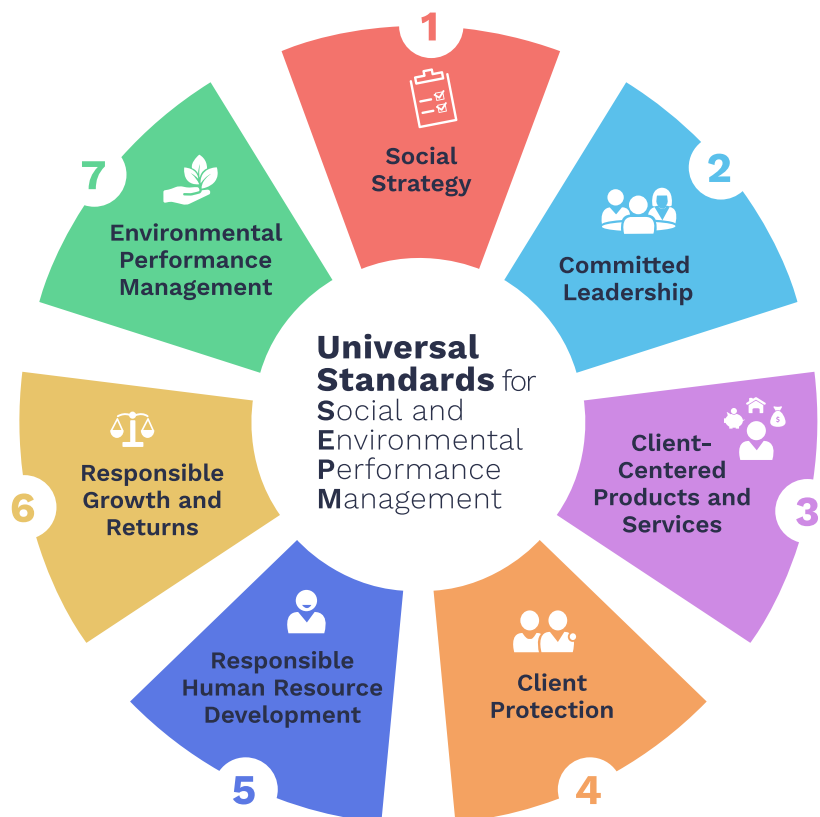 Universal
Standards for
Social and
Environmental
Performance
Management
1
Social
Strategy
2
Committed
Leadership
3
Client-
Centered
Products and
Services
4
Client
Protection
5
Responsible
Human Resource
Development
6
Responsible
Growth and
Returns
7
Environmental
Performance
Management
$